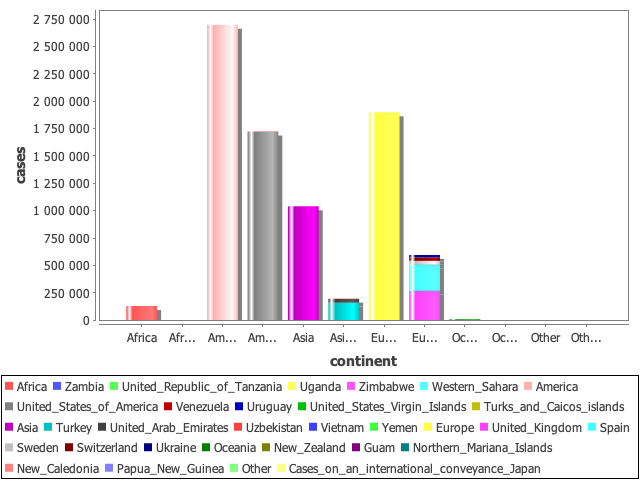 2 750 000
2 500 000
2 250 000
2 000 000
1 750 000
1 500 000
1 250 000
1 000 000
750 000
500 000
250 000
0
cases
Africa Afr... Am... Am... Asia Asi... Eu... Eu... Oc... Oc... Other Oth...
continent
Africa Zambia United_Republic_of_Tanzania Uganda Zimbabwe Western_Sahara America
United_States_of_America Venezuela Uruguay United_States_Virgin_Islands Turks_and_Caicos_islands
Asia Turkey United_Arab_Emirates Uzbekistan Vietnam Yemen Europe United_Kingdom Spain
Sweden Switzerland Ukraine Oceania New_Zealand Guam Northern_Mariana_Islands
New_Caledonia Papua_New_Guinea Other Cases_on_an_international_conveyance_Japan